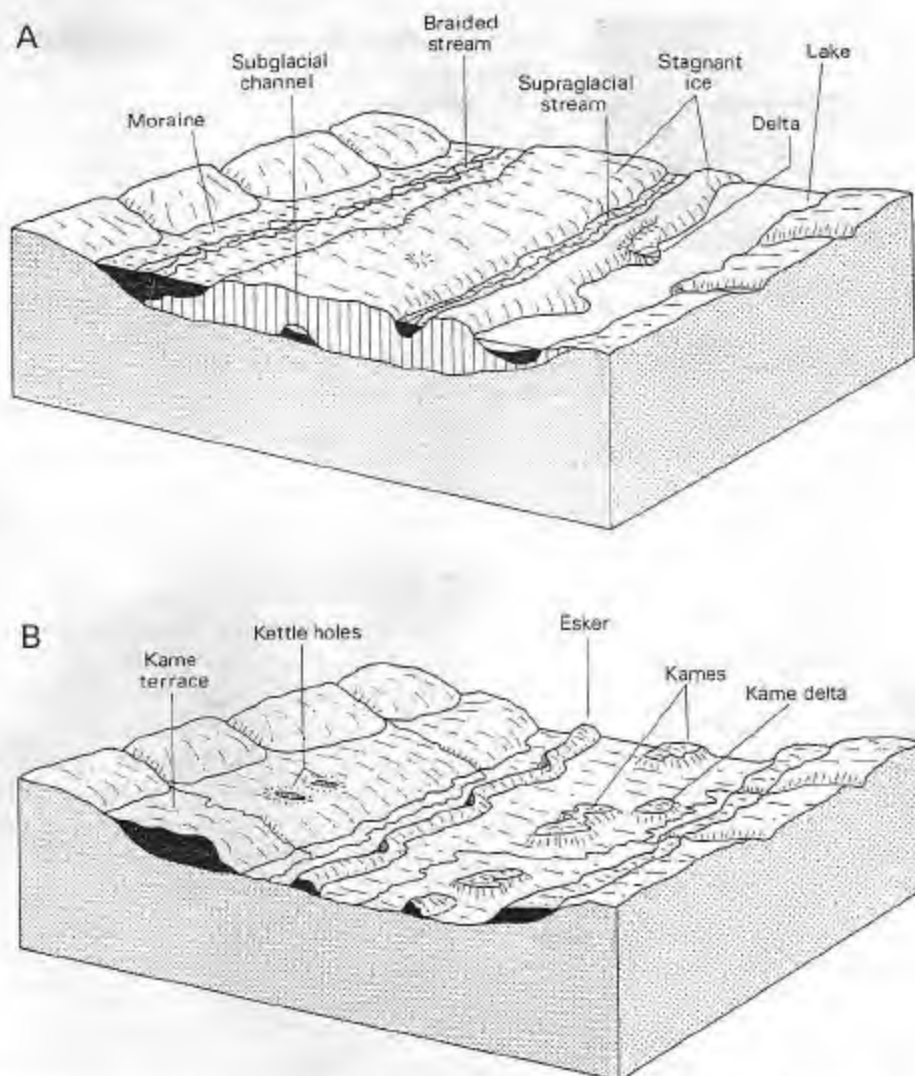 A
Braided
stream
Subglacial
channel
Moraine
Supraglacial
stream
Stagnant
ice
Lake
Delta
B
Kame
terrace
Kettle holes
Esker
Kames
Kame delta